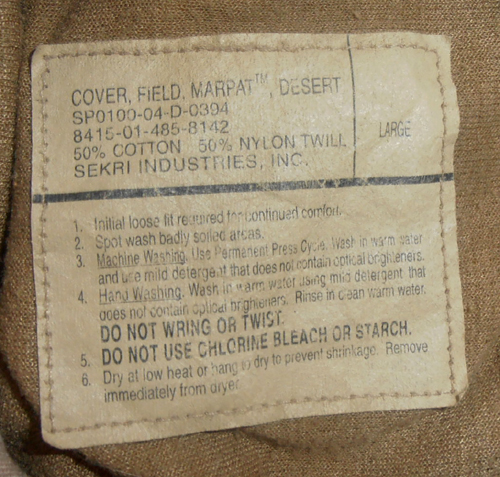 COVER, FIELD, MARPAT™, DESERT
SP0100-04-D-0394
8415-01-485-8142
50% COTTON 50% NYLON TWILL
SEKRI INDUSTRIES, INC.
LARGE
1. Initial loose fit required for continued comfort.
2. Spot wash badly soiled areas.
3. Machine Washing. Use Permanent Press Cycle. Wash in warm water
and use mild detergent that does not contain optical brighteners.
4. Hand Washing. Wash in warm water using mild detergent that
does not contain optical brighteners. Rinse in clean warm water.
DO NOT WRING OR TWIST.
5. DO NOT USE CHLORINE BLEACH OR STARCH.
6. Dry at low heat or hang to dry to prevent shrinkage. Remove
immediately from dryer.